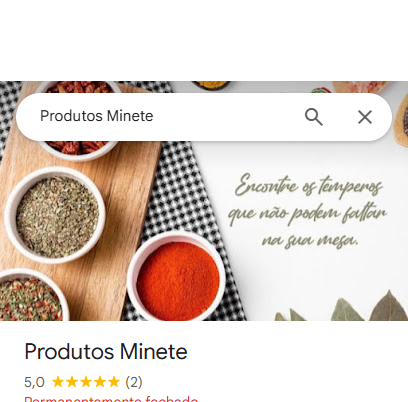 Produtos Minete
Encontre os temperos
que não podem faltar
na sua mesa.
Produtos Minete
5,0 (2)
Permanentemente fechado